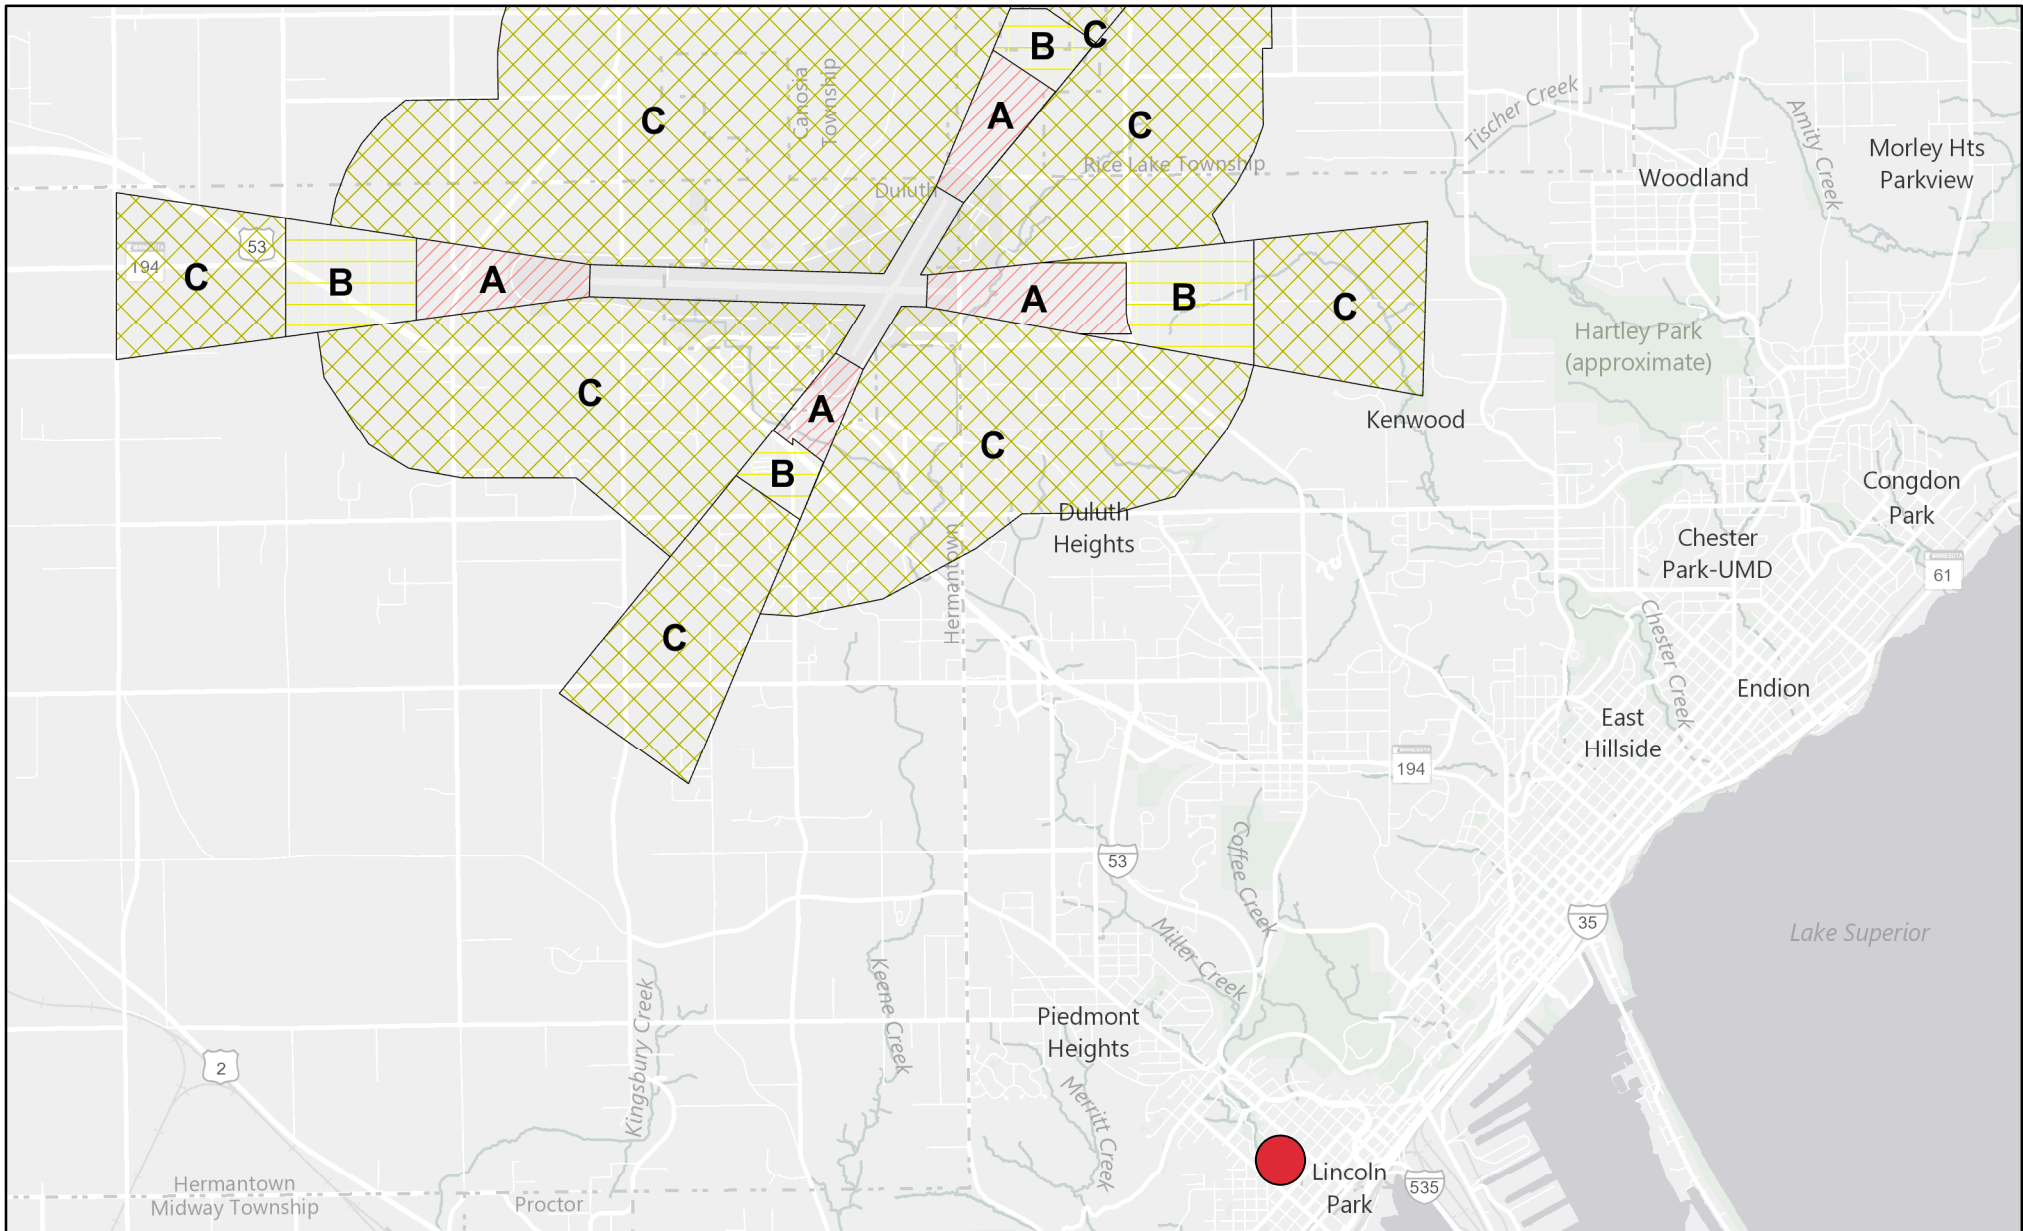 B
C
C
A
C
Canosia
Township
Tischer Creek
Amity Creek
Morley Hts
Parkview
Rice Lake Township
Woodland
Duluth
MINNESOTA
194
53
C
B
A
A
B
C
Hartley Park
(approximate)
C
A
C
Kenwood
B
Congdon
Park
Duluth
Heights
Hermantown
Chester
Park-UMD
MINNESOTA
61
C
Chester Creek
Endion
East
Hillside
MINNESOTA
194
53
Coffee Creek
35
Lake Superior
Miller Creek
Keene Creek
Kingsbury Creek
Piedmont
Heights
2
Merritt Creek
Lincoln
Park
535
Hermantown
Midway Township
Proctor